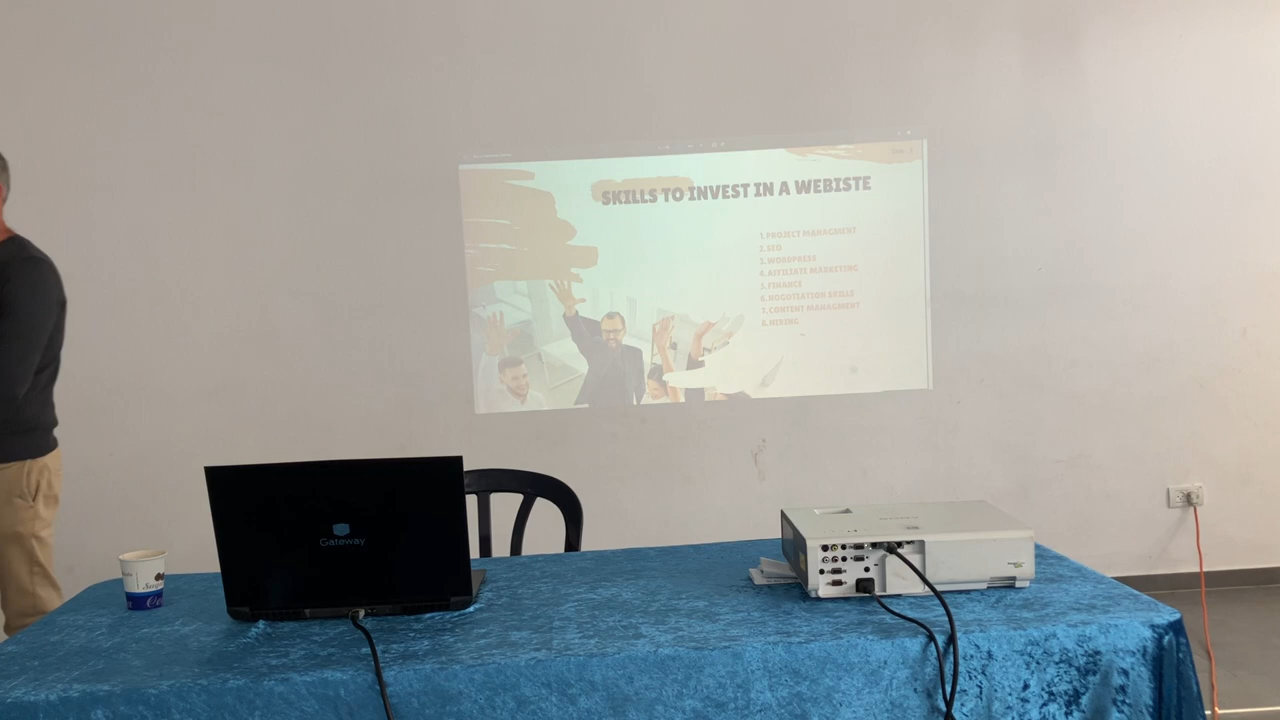 SKILLS TO INVEST IN A WEBISTE
1. PROJECT MANAGMENT
2. SEO
3. WORDPRESS
4. AFFILIATE MARKETING
5. FINANCE
6. NOGOTIATION SKILLS
7. CONTENT MANAGMENT
8. HIRING
Gateway